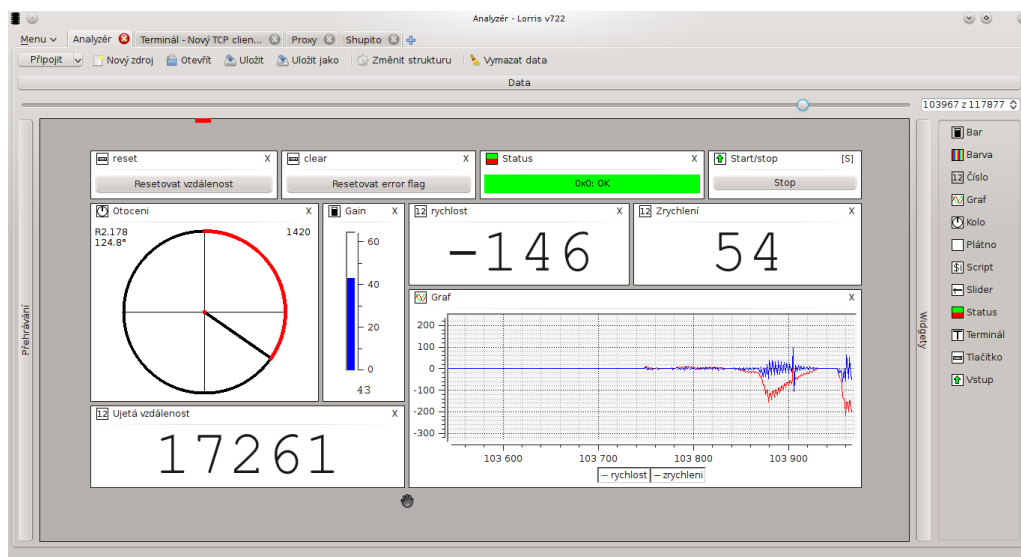 Analyzér - Lorris v722
Menu Analyzér Terminál - Nový TCP clien... Proxy Shupito
Připojit Nový zdroj Otevřít Uložit Uložit jako Změnit strukturu Vymazat data
Data
103967 z 117877
Přehrávání
reset X
Resetovat vzdálenost
clear X
Resetovat error flag
Status X
0x0: OK
Start/stop [S]
Stop
Otoceni X
R2.178 1420
124.8°
Gain X
60
40
20
0
43
rychlost X
-146
Zrychlení X
54
Graf X
200
100
0
-100
-200
-300
103 600 103 700 103 800 103 900
rychlost zrychleni
Ujetá vzdálenost X
17261
Widgety
Bar
Barva
Číslo
Graf
Kolo
Plátno
Script
Slider
Status
Terminál
Tlačítko
Vstup